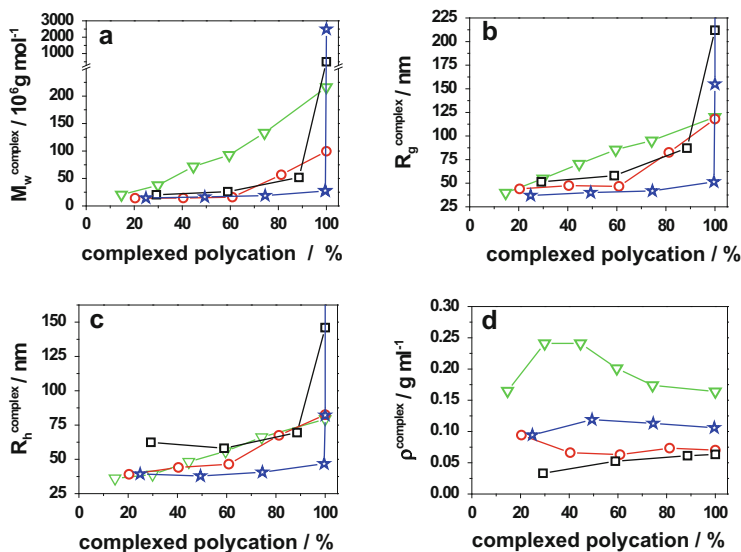 a
3000
2000
1000
200
150
100
50
0
M_w^complex / 10^6 g mol^-1
0 20 40 60 80 100
complexed polycation / %
b
225
200
175
150
125
100
75
50
25
R_g^complex / nm
0 20 40 60 80 100
complexed polycation / %
c
150
125
100
75
50
25
R_h^complex / nm
0 20 40 60 80 100
complexed polycation / %
d
0.30
0.25
0.20
0.15
0.10
0.05
0.00
ρ^complex / g ml^-1
0 20 40 60 80 100
complexed polycation / %